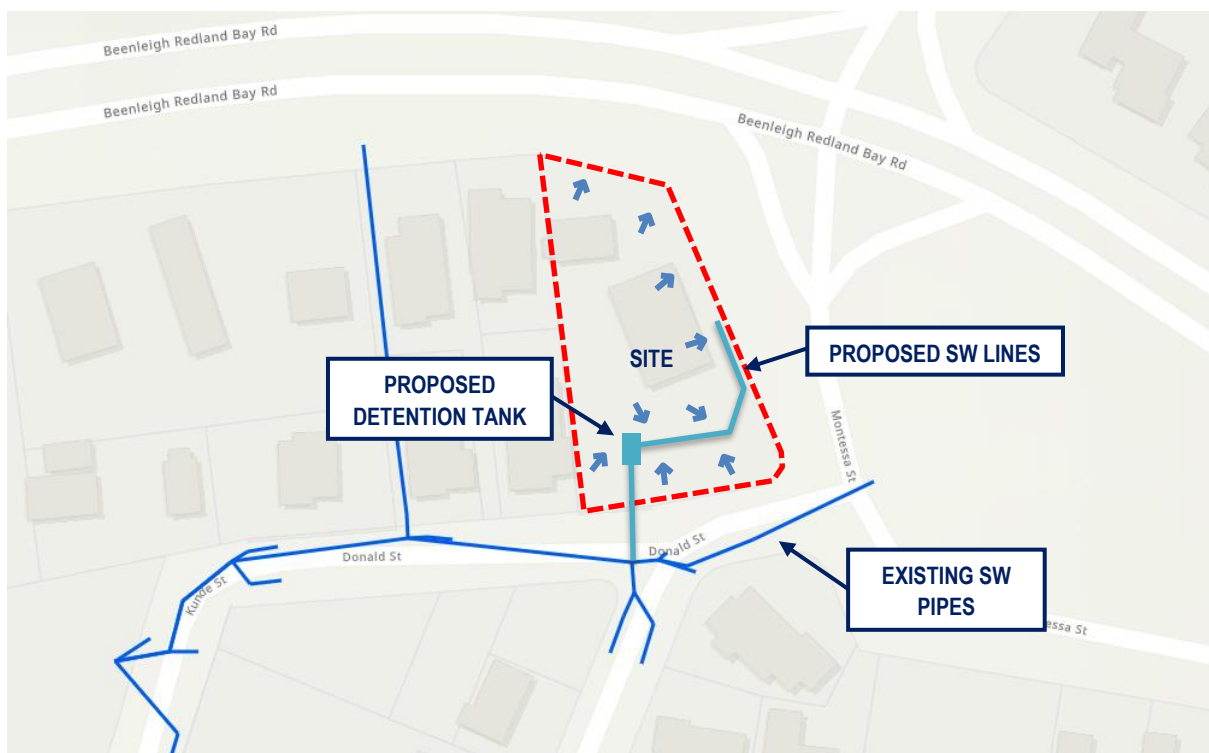 Beenleigh Redland Bay Rd
Beenleigh Redland Bay Rd
Beenleigh Redland Bay Rd
SITE
PROPOSED SW LINES
PROPOSED
DETENTION TANK
Montessa St
Donald St
Donald St
Kunde St
EXISTING SW
PIPES
essa St